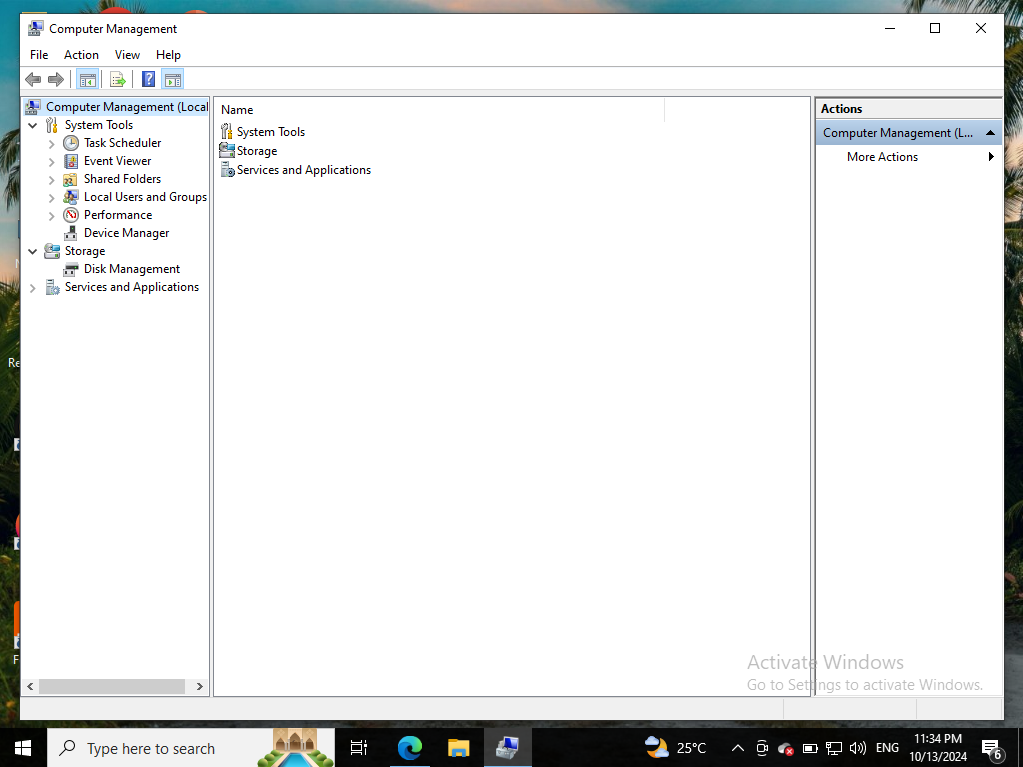 Computer Management
File Action View Help
Computer Management (Local
System Tools
Task Scheduler
Event Viewer
Shared Folders
Local Users and Groups
Performance
Device Manager
Storage
Disk Management
Services and Applications
Name
System Tools
Storage
Services and Applications
Actions
Computer Management (L...
More Actions
Re
F
Activate Windows
Go to Settings to activate Windows.
Type here to search
25°C
ENG
11:34 PM
10/13/2024
6